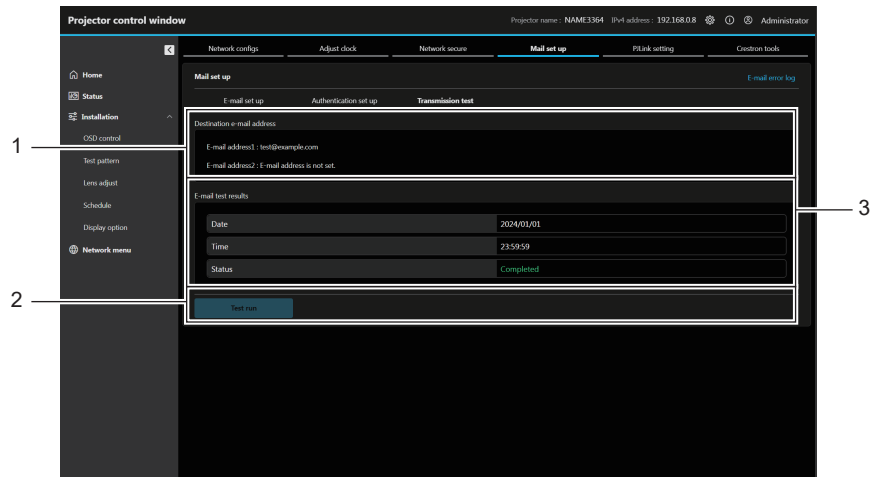 Projector control window
Projector name : NAME3364 IPv4 address : 192.168.0.8 Administrator
Network configs Adjust clock Network secure Mail set up PJLink setting Crestron tools
Home
Status
Installation
OSD control
Test pattern
Lens adjust
Schedule
Display option
Network menu
Mail set up E-mail error log
E-mail set up Authentication set up Transmission test
Destination e-mail address
E-mail address1 : test@example.com
E-mail address2 : E-mail address is not set.
E-mail test results
Date 2024/01/01
Time 23:59:59
Status Completed
Test run
1
2
3